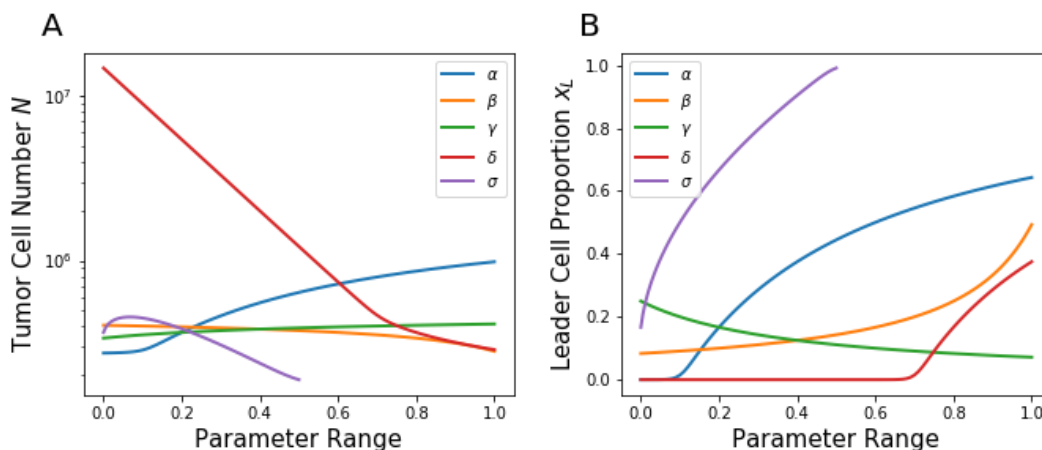 A
Tumor Cell Number N
10⁷
10⁶
0.0 0.2 0.4 0.6 0.8 1.0
Parameter Range
α
β
γ
δ
σ
B
Leader Cell Proportion x_L
1.0
0.8
0.6
0.4
0.2
0.0
0.0 0.2 0.4 0.6 0.8 1.0
Parameter Range
α
β
γ
δ
σ